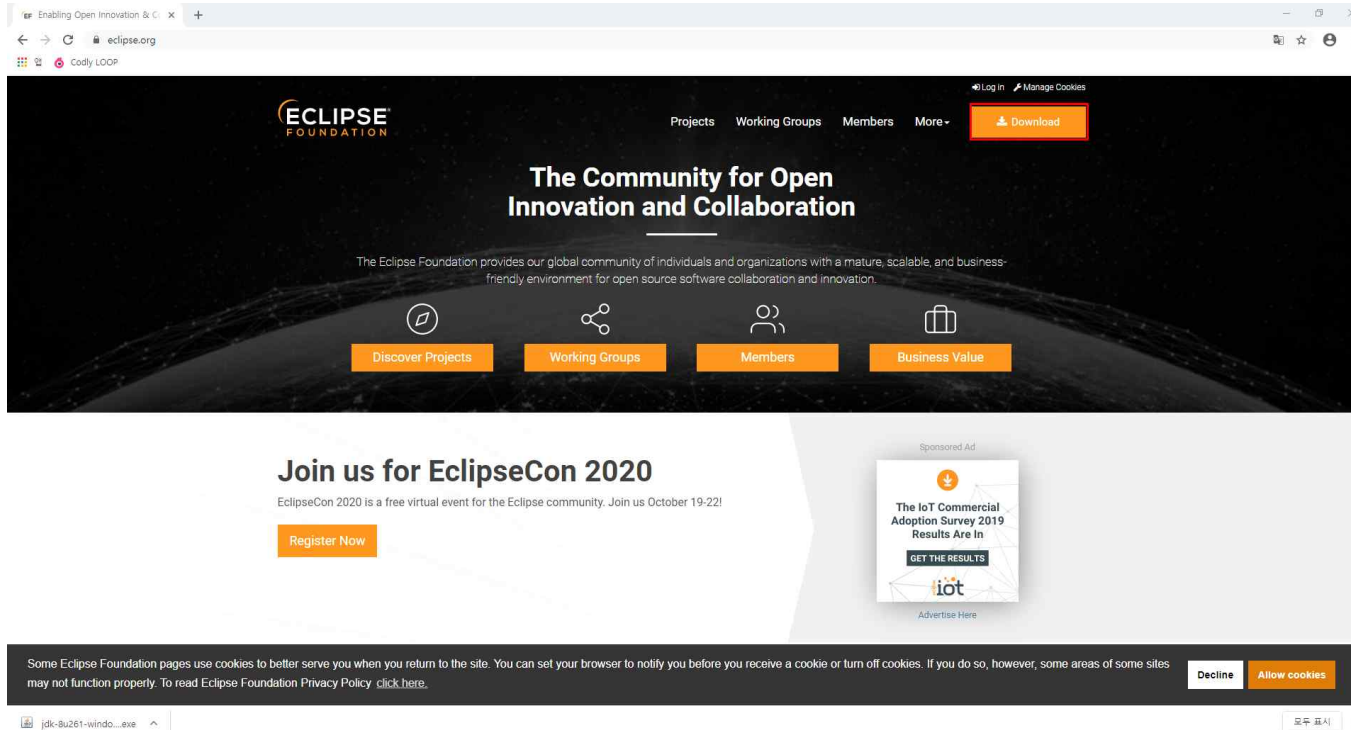 Enabling Open Innovation & C
eclipse.org
앱 Codly LOOP
Log in Manage Cookies
ECLIPSE
FOUNDATION
Projects Working Groups Members More Download
The Community for Open
Innovation and Collaboration
The Eclipse Foundation provides our global community of individuals and organizations with a mature, scalable, and business-
friendly environment for open source software collaboration and innovation.
Discover Projects Working Groups Members Business Value
Join us for EclipseCon 2020
EclipseCon 2020 is a free virtual event for the Eclipse community. Join us October 19-22!
Register Now
Sponsored Ad
The IoT Commercial
Adoption Survey 2019
Results Are In
GET THE RESULTS
iot
Advertise Here
Some Eclipse Foundation pages use cookies to better serve you when you return to the site. You can set your browser to notify you before you receive a cookie or turn off cookies. If you do so, however, some areas of some sites
may not function properly. To read Eclipse Foundation Privacy Policy click here.
Decline Allow cookies
jdk-8u261-windo....exe
모두 표시